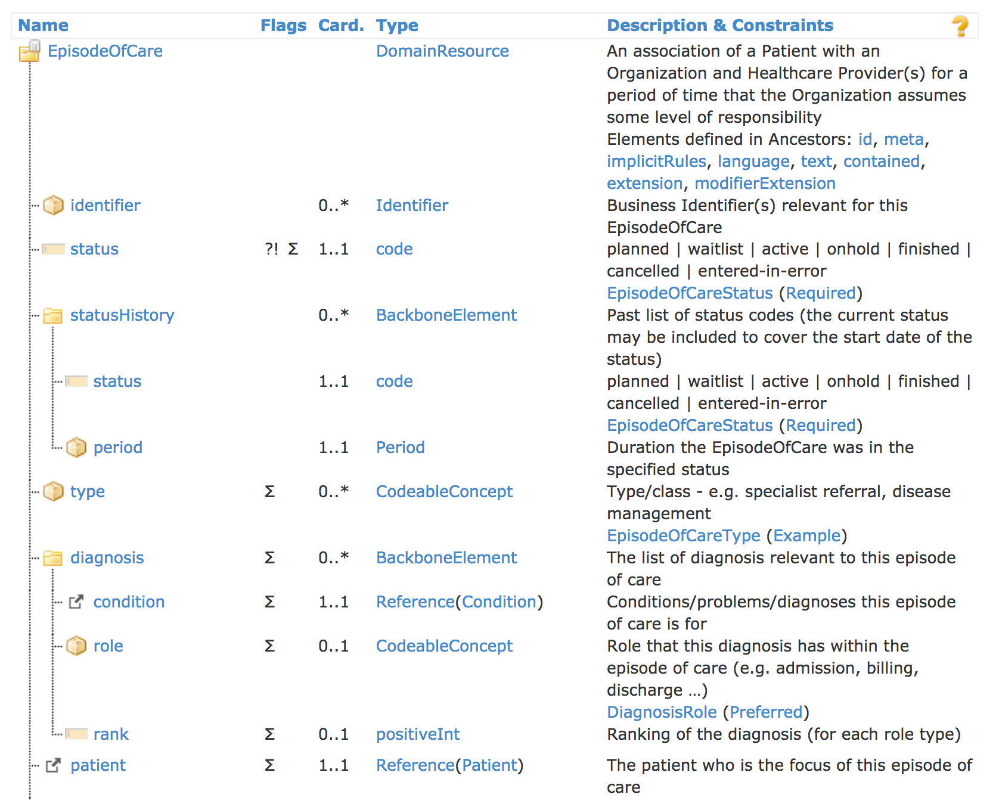 Name Flags Card. Type Description & Constraints
EpisodeOfCare DomainResource An association of a Patient with an
Organization and Healthcare Provider(s) for a
period of time that the Organization assumes
some level of responsibility
Elements defined in Ancestors: id, meta,
implicitRules, language, text, contained,
extension, modifierExtension
identifier 0..* Identifier Business Identifier(s) relevant for this
EpisodeOfCare
status ?! Σ 1..1 code planned | waitlist | active | onhold | finished |
cancelled | entered-in-error
EpisodeOfCareStatus (Required)
statusHistory 0..* BackboneElement Past list of status codes (the current status
may be included to cover the start date of the
status)
status 1..1 code planned | waitlist | active | onhold | finished |
cancelled | entered-in-error
EpisodeOfCareStatus (Required)
period 1..1 Period Duration the EpisodeOfCare was in the
specified status
type Σ 0..* CodeableConcept Type/class - e.g. specialist referral, disease
management
EpisodeOfCareType (Example)
diagnosis Σ 0..* BackboneElement The list of diagnosis relevant to this episode
of care
condition Σ 1..1 Reference(Condition) Conditions/problems/diagnoses this episode
of care is for
role Σ 0..1 CodeableConcept Role that this diagnosis has within the
episode of care (e.g. admission, billing,
discharge …)
DiagnosisRole (Preferred)
rank Σ 0..1 positiveInt Ranking of the diagnosis (for each role type)
patient Σ 1..1 Reference(Patient) The patient who is the focus of this episode of
care